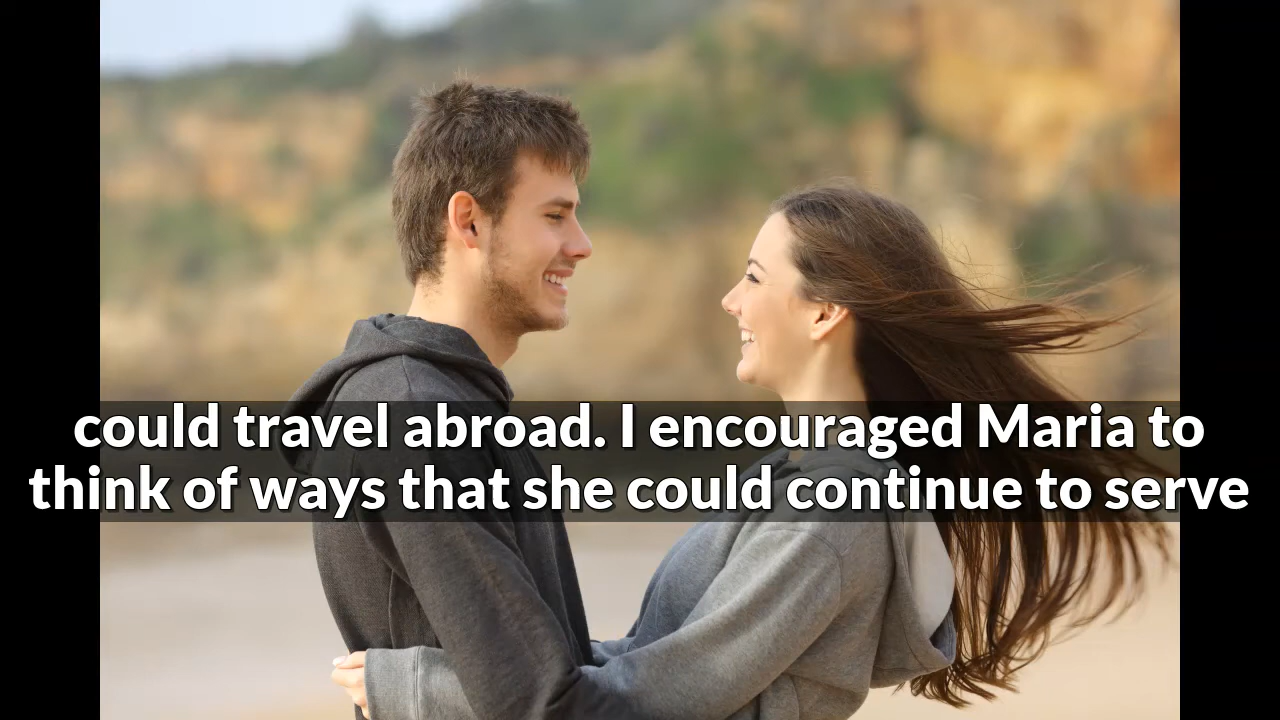 could travel abroad. I encouraged Maria to
think of ways that she could continue to serve